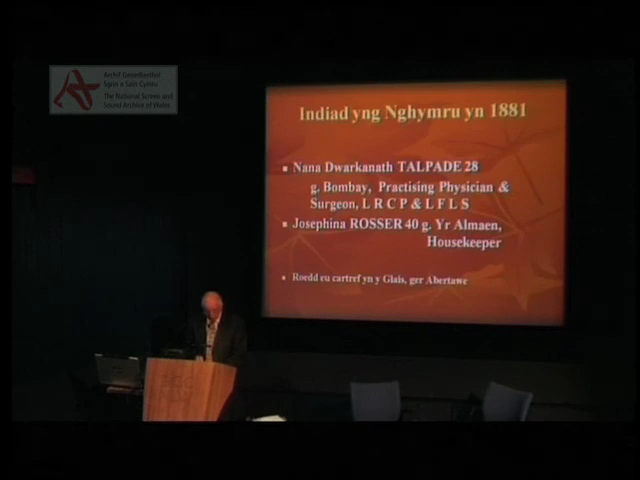 Archif Genedlaethol
Sgrin a Sain Cymru
The National Screen and
Sound Archive of Wales
Indiad yng Nghymru yn 1881
Nana Dwarkanath TALPADE 28
g. Bombay, Practising Physician &
Surgeon, L R C P & L F L S
Josephina ROSSER 40 g. Yr Almaen,
Housekeeper
Roedd eu cartref yn y Glais, ger Abertawe